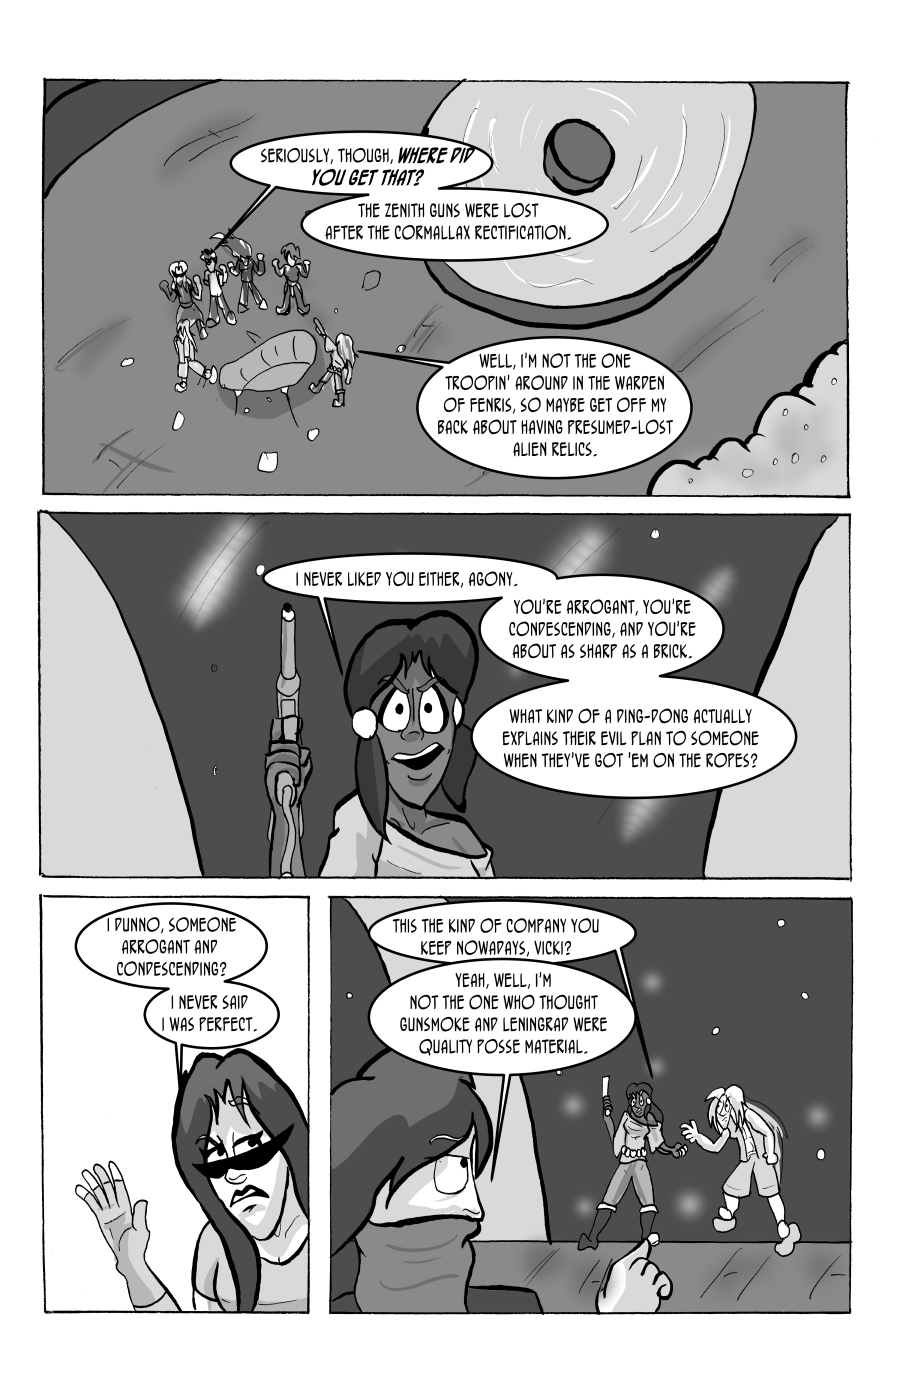 SERIOUSLY, THOUGH, WHERE DID
YOU GET THAT?
THE ZENITH GUNS WERE LOST
AFTER THE CORMALLAX RECTIFICATION.
WELL, I'M NOT THE ONE
TROOPIN' AROUND IN THE WARDEN
OF FENRIS, SO MAYBE GET OFF MY
BACK ABOUT HAVING PRESUMED-LOST
ALIEN RELICS.
I NEVER LIKED YOU EITHER, AGONY.
YOU'RE ARROGANT, YOU'RE
CONDESCENDING, AND YOU'RE
ABOUT AS SHARP AS A BRICK.
WHAT KIND OF A DING-DONG ACTUALLY
EXPLAINS THEIR EVIL PLAN TO SOMEONE
WHEN THEY'VE GOT 'EM ON THE ROPES?
I DUNNO, SOMEONE
ARROGANT AND
CONDESCENDING?
I NEVER SAID
I WAS PERFECT.
THIS THE KIND OF COMPANY YOU
KEEP NOWADAYS, VICKI?
YEAH, WELL, I'M
NOT THE ONE WHO THOUGHT
GUNSMOKE AND LENINGRAD WERE
QUALITY POSSE MATERIAL.